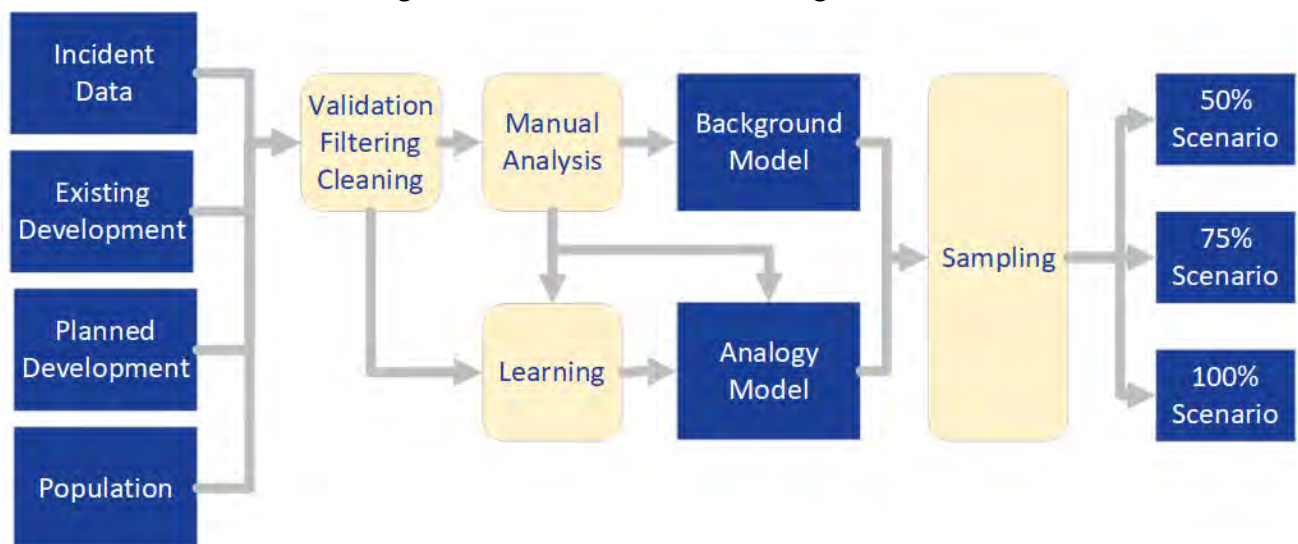 Incident
Data
Existing
Development
Planned
Development
Population
Validation
Filtering
Cleaning
Manual
Analysis
Learning
Background
Model
Analogy
Model
Sampling
50%
Scenario
75%
Scenario
100%
Scenario